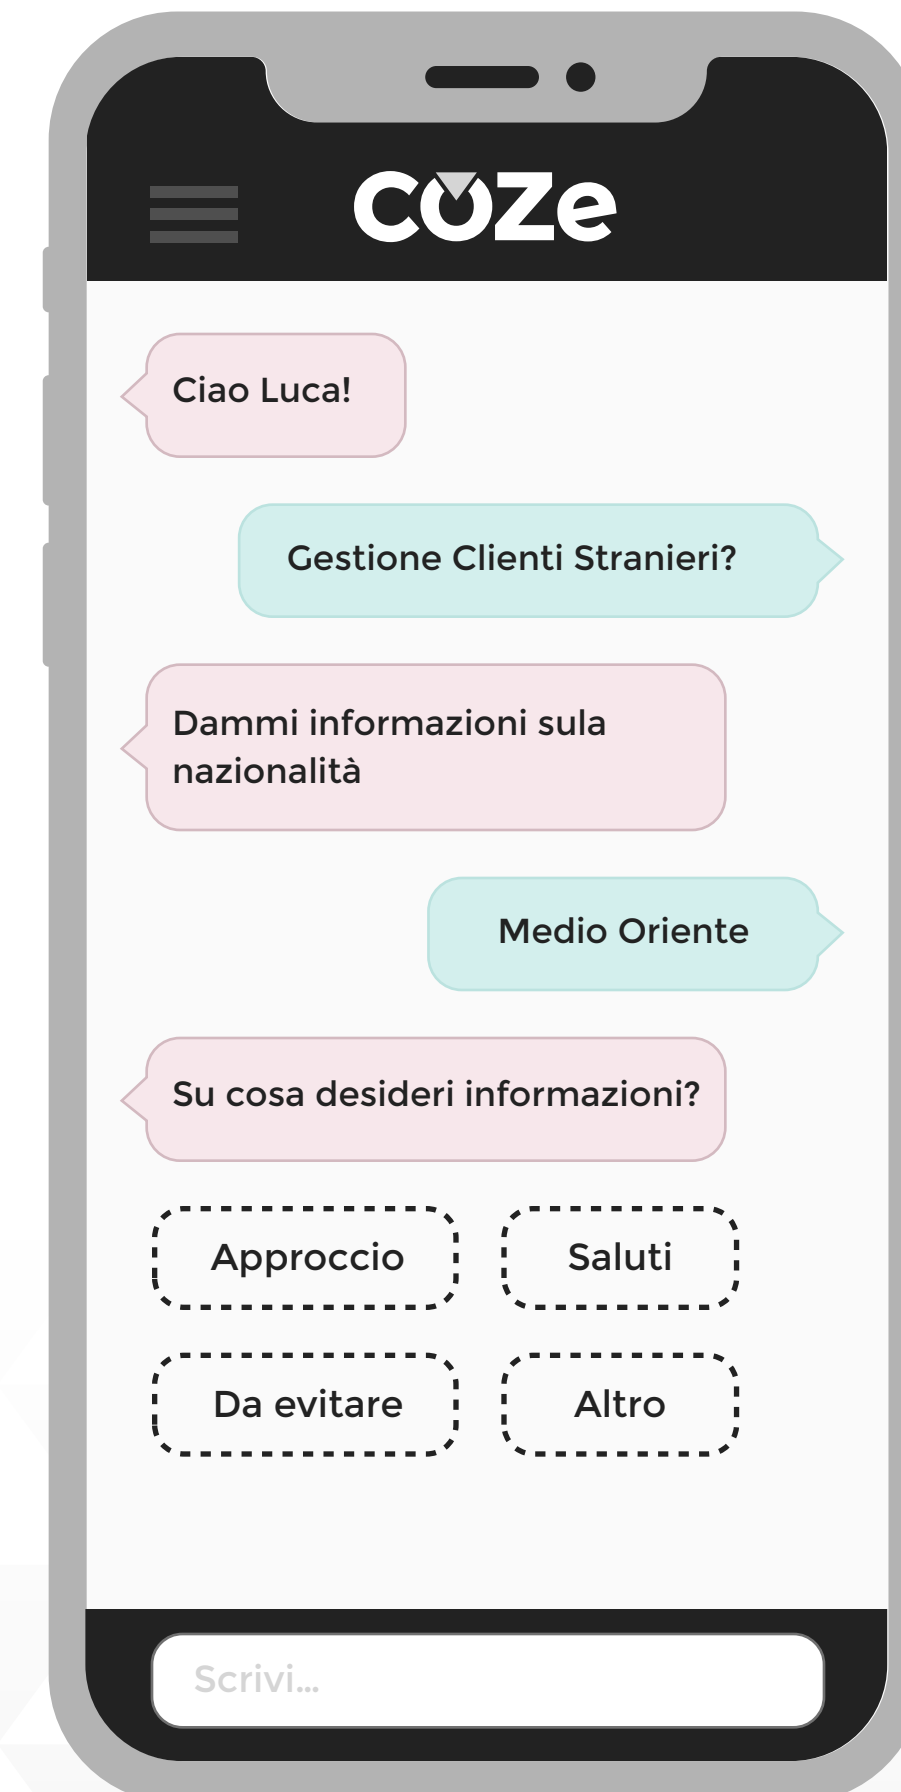 coze
Ciao Luca!
Gestione Clienti Stranieri?
Dammi informazioni sula
nazionalità
Medio Oriente
Su cosa desideri informazioni?
Approccio
Saluti
Da evitare
Altro
Scrivi...